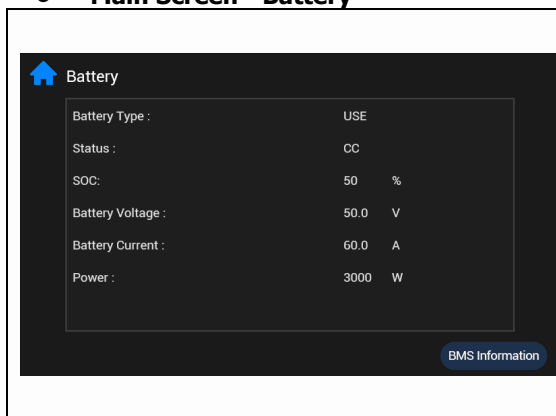 Main Screen - Battery
Battery
Battery Type : USE
Status : CC
SOC: 50 %
Battery Voltage : 50.0 V
Battery Current : 60.0 A
Power : 3000 W
BMS Information